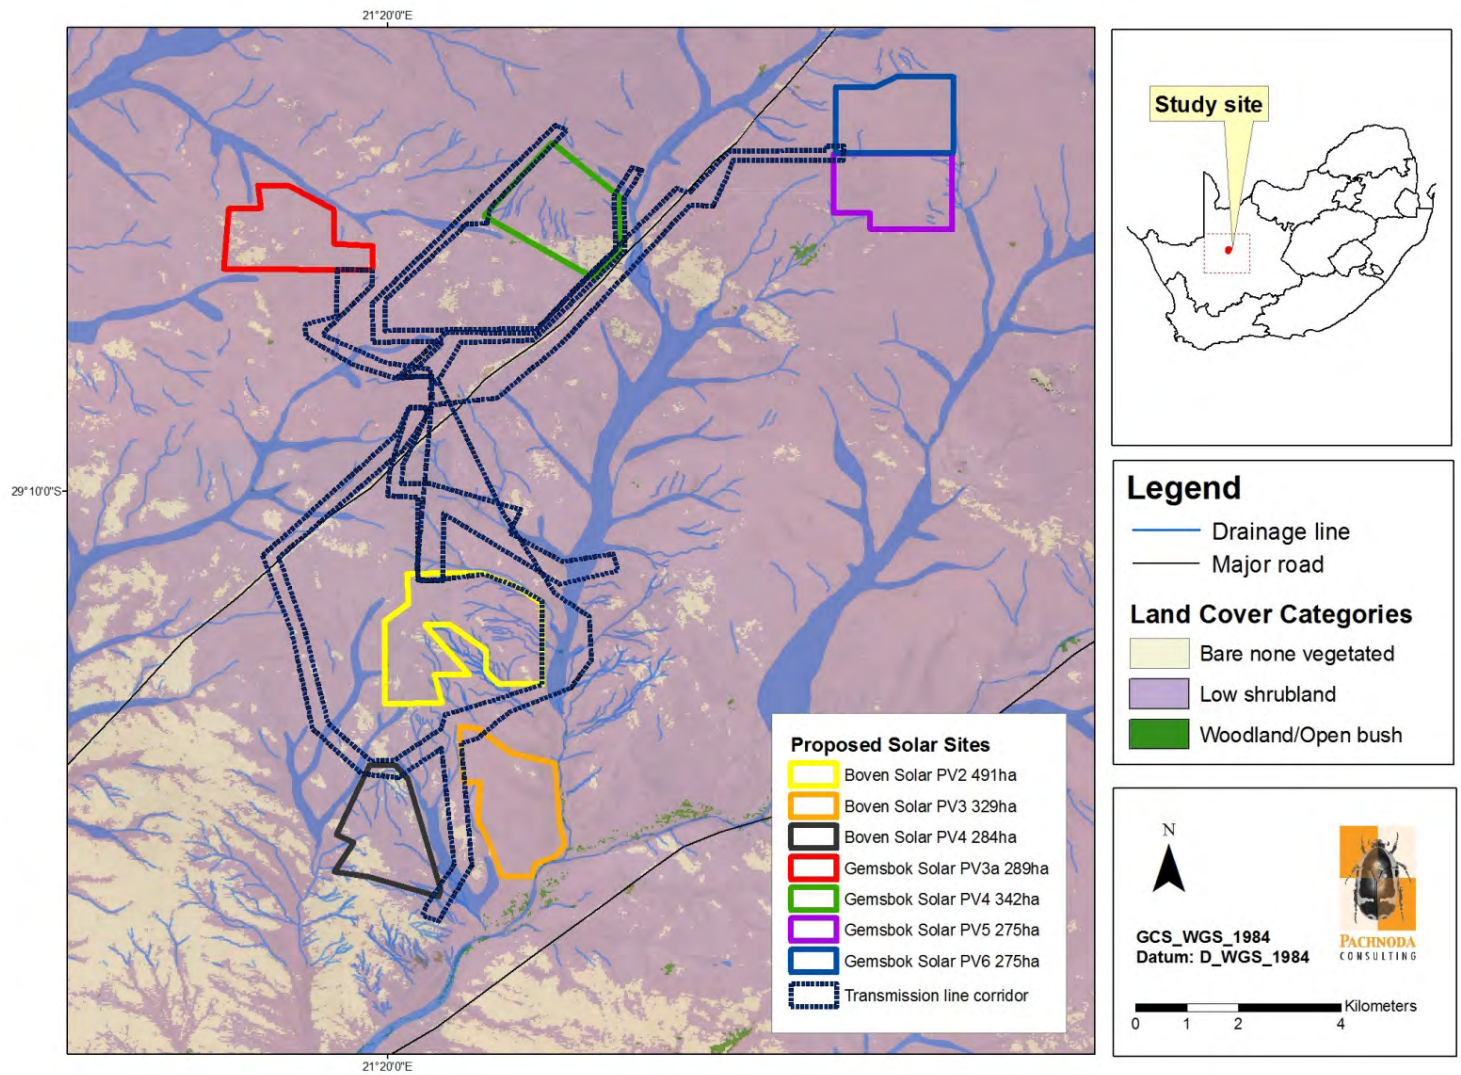 21°20'0"E
29°10'0"S
21°20'0"E
Study site
Legend
Drainage line
Major road
Land Cover Categories
Bare none vegetated
Low shrubland
Woodland/Open bush
Proposed Solar Sites
Boven Solar PV2 491ha
Boven Solar PV3 329ha
Boven Solar PV4 284ha
Gemsbok Solar PV3a 289ha
Gemsbok Solar PV4 342ha
Gemsbok Solar PV5 275ha
Gemsbok Solar PV6 275ha
Transmission line corridor
N
GCS_WGS_1984
Datum: D_WGS_1984
PACHNODA
CONSULTING
Kilometers
0 1 2 4